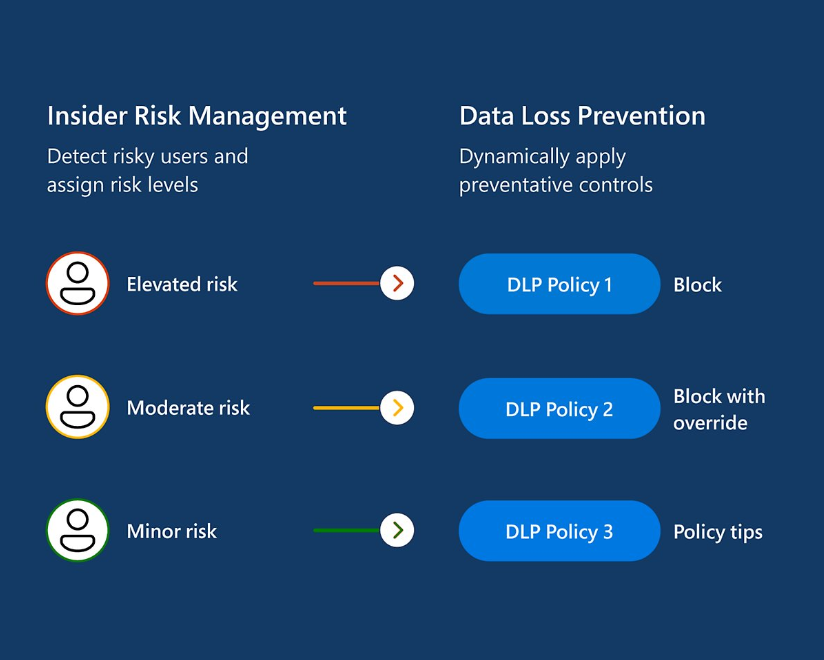 Insider Risk Management
Detect risky users and
assign risk levels
Data Loss Prevention
Dynamically apply
preventative controls
Elevated risk
DLP Policy 1
Block
Moderate risk
DLP Policy 2
Block with
override
Minor risk
DLP Policy 3
Policy tips